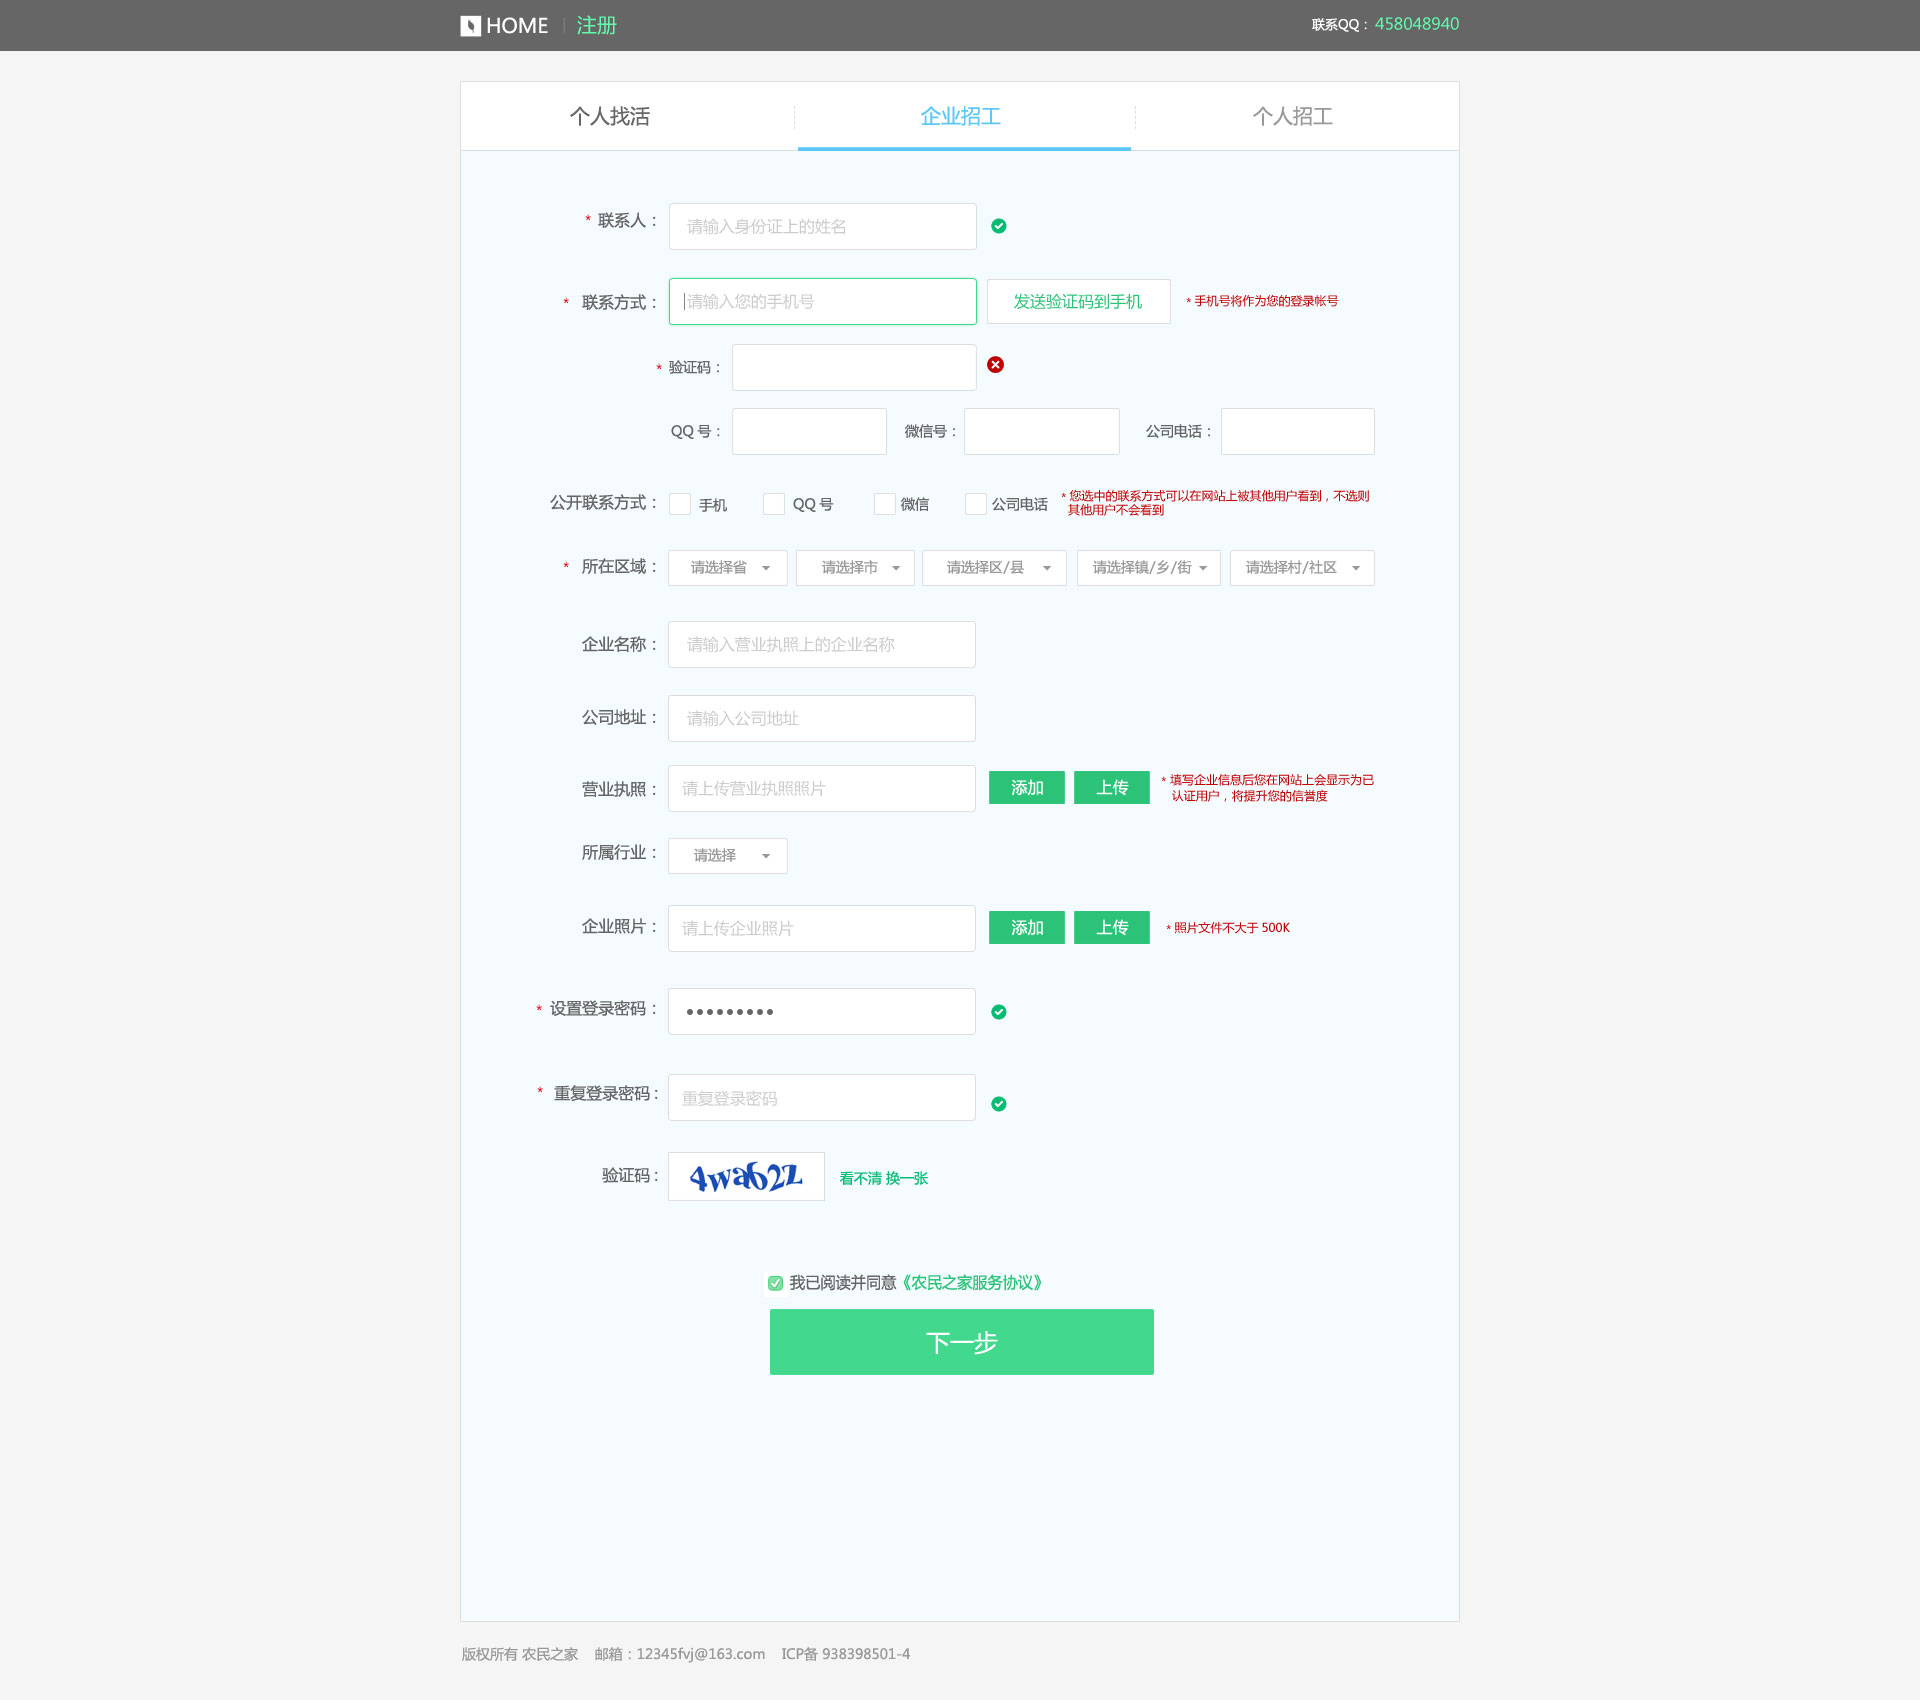 HOME 注册 联系QQ：458048940
个人找活 企业招工 个人招工
* 联系人： 请输入身份证上的姓名
* 联系方式： 请输入您的手机号 发送验证码到手机 * 手机号将作为您的登录帐号
* 验证码：
QQ 号： 微信号： 公司电话：
公开联系方式： 手机 QQ 号 微信 公司电话 * 您选中的联系方式可以在网站上被其他用户看到，不选则
其他用户不会看到
* 所在区域： 请选择省 请选择市 请选择区/县 请选择镇/乡/街 请选择村/社区
企业名称： 请输入营业执照上的企业名称
公司地址： 请输入公司地址
营业执照： 请上传营业执照照片 添加 上传 * 填写企业信息后您在网站上会显示为已
认证用户，将提升您的信誉度
所属行业： 请选择
企业照片： 请上传企业照片 添加 上传 * 照片文件不大于 500K
* 设置登录密码： •••••••••
* 重复登录密码： 重复登录密码
验证码： 4wa62z 看不清 换一张
我已阅读并同意《农民之家服务协议》
下一步
版权所有 农民之家 邮箱：12345fvj@163.com ICP备 938398501-4